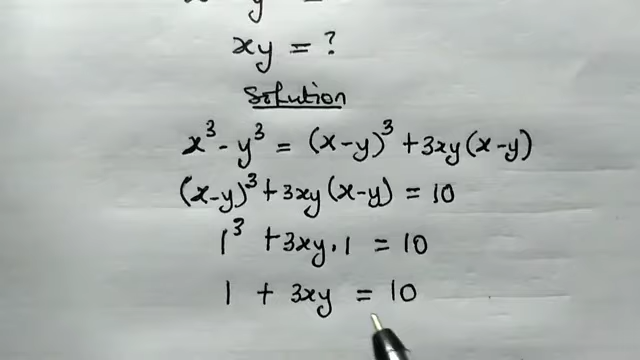 y =
xy = ?
Solution
x³ - y³ = (x-y)³ + 3xy(x-y)
(x-y)³ + 3xy(x-y) = 10
1³ + 3xy.1 = 10
1 + 3xy = 10